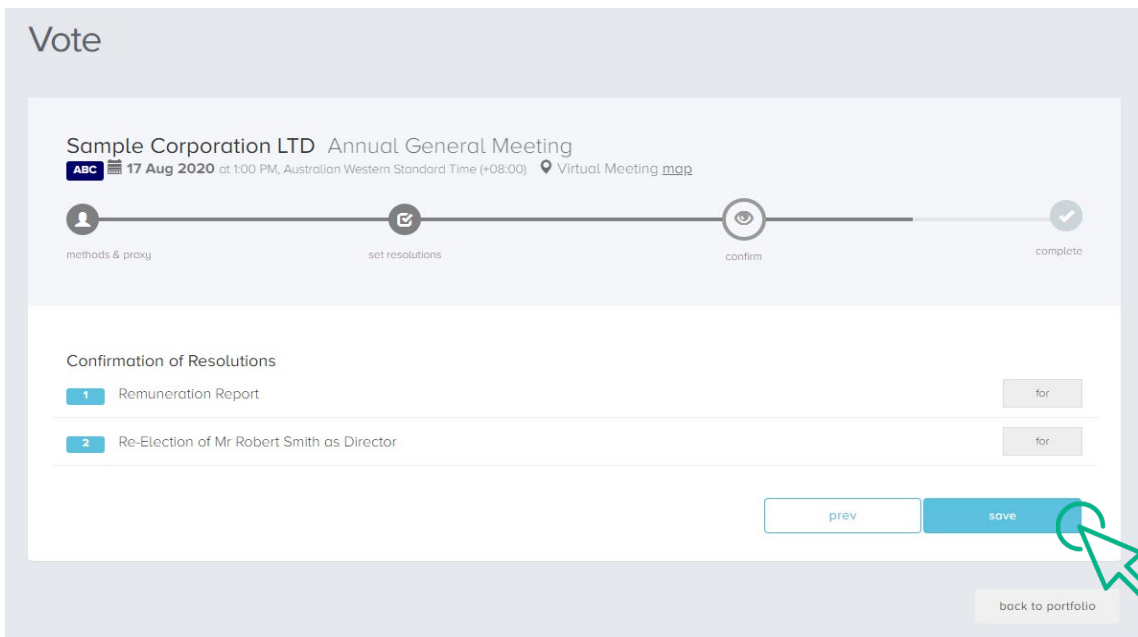 Vote
Sample Corporation LTD Annual General Meeting
ABC 17 Aug 2020 at 1:00 PM, Australian Western Standard Time (+08:00) Virtual Meeting map
methods & proxy set resolutions confirm complete
Confirmation of Resolutions
1 Remuneration Report for
2 Re-Election of Mr Robert Smith as Director for
prev save
back to portfolio